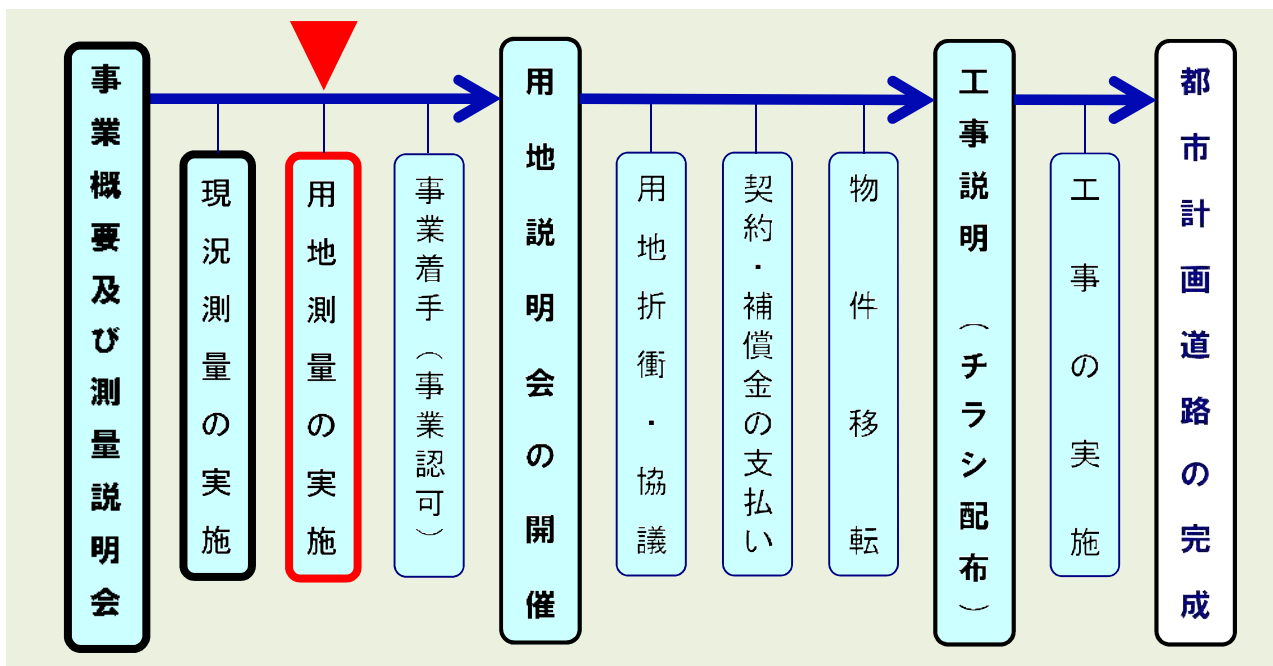 事業概要及び測量説明会
現況測量の実施
用地測量の実施
事業着手（事業認可）
用地説明会の開催
用地折衝・協議
契約・補償金の支払い
物件移転
工事説明（チラシ配布）
工事の実施
都市計画道路の完成